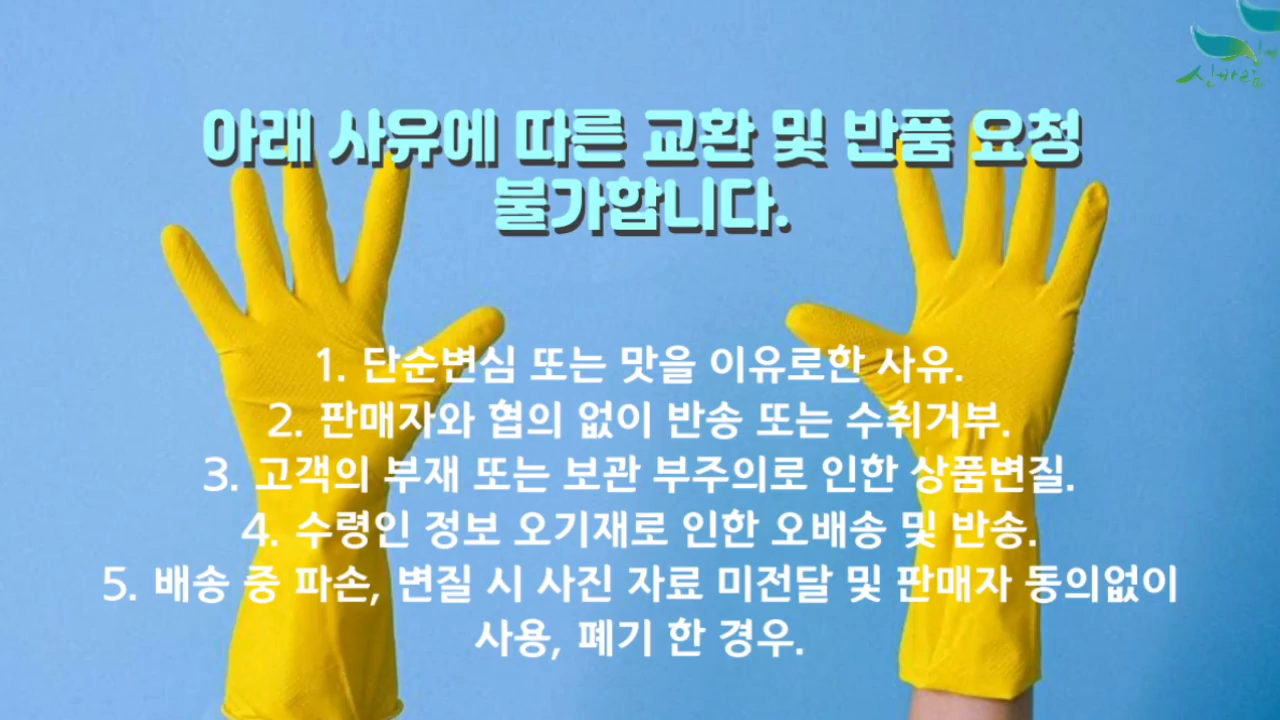 아래 사유에 따른 교환 및 반품 요청
불가합니다.
1. 단순변심 또는 맛을 이유로한 사유.
2. 판매자와 협의 없이 반송 또는 수취거부.
3. 고객의 부재 또는 보관 부주의로 인한 상품변질.
4. 수령인 정보 오기재로 인한 오배송 및 반송.
5. 배송 중 파손, 변질 시 사진 자료 미전달 및 판매자 동의없이
사용, 폐기 한 경우.